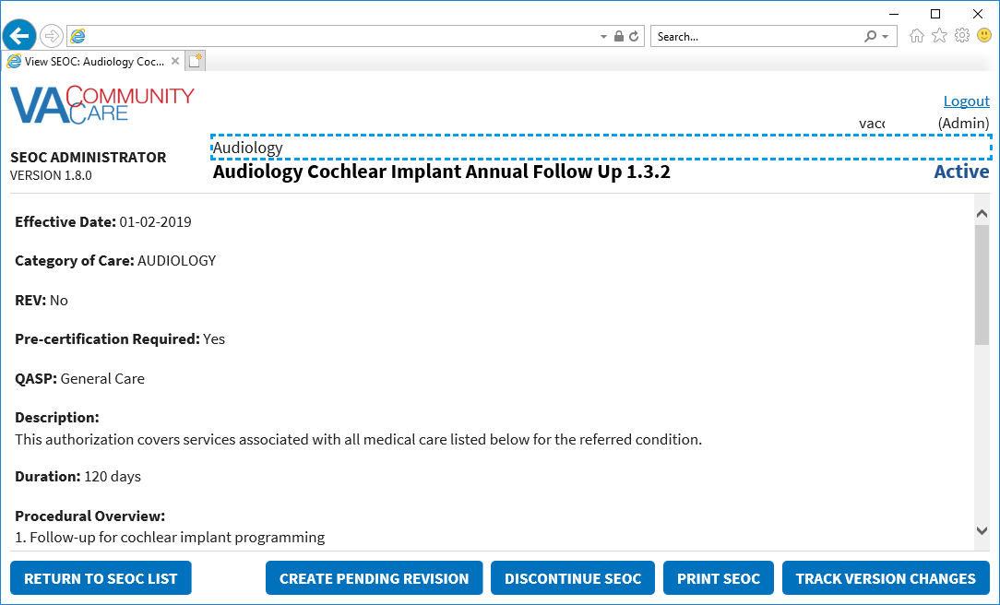 Search...
View SEOC: Audiology Coc...
VA COMMUNITY CARE
Logout
(Admin)
SEOC ADMINISTRATOR
VERSION 1.8.0
Audiology
Audiology Cochlear Implant Annual Follow Up 1.3.2
Active
Effective Date: 01-02-2019
Category of Care: AUDIOLOGY
REV: No
Pre-certification Required: Yes
QASP: General Care
Description:
This authorization covers services associated with all medical care listed below for the referred condition.
Duration: 120 days
Procedural Overview:
1. Follow-up for cochlear implant programming
RETURN TO SEOC LIST
CREATE PENDING REVISION
DISCONTINUE SEOC
PRINT SEOC
TRACK VERSION CHANGES